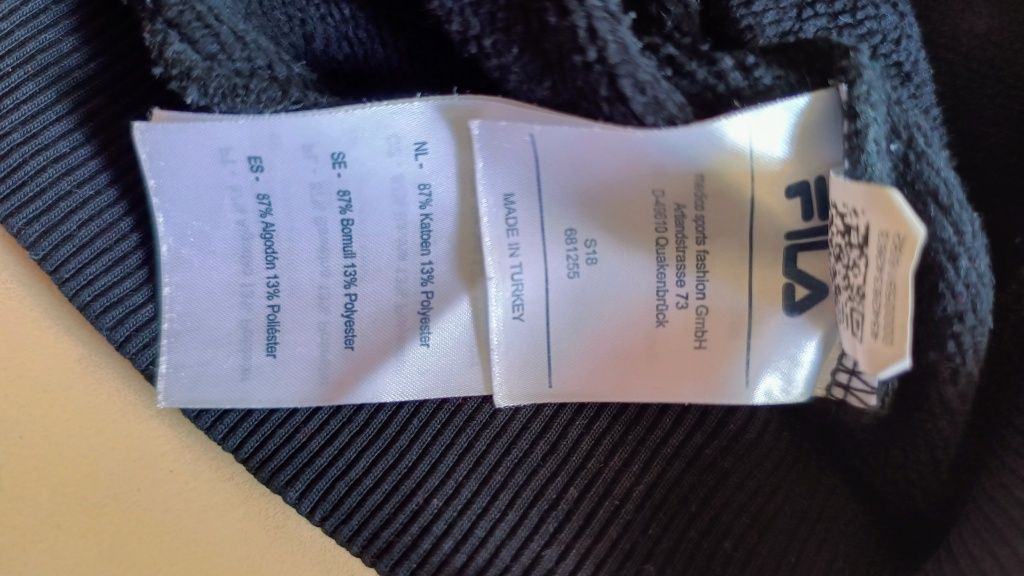 FILA
medico sports fashion GmbH
Artlandstrasse 73
D-49610 Quakenbrück
S18
681255
MADE IN TURKEY
NL - 87% Katoen 13% Polyester
SE - 87% Bomull 13% Polyester
ES - 87% Algodón 13% Poliéster